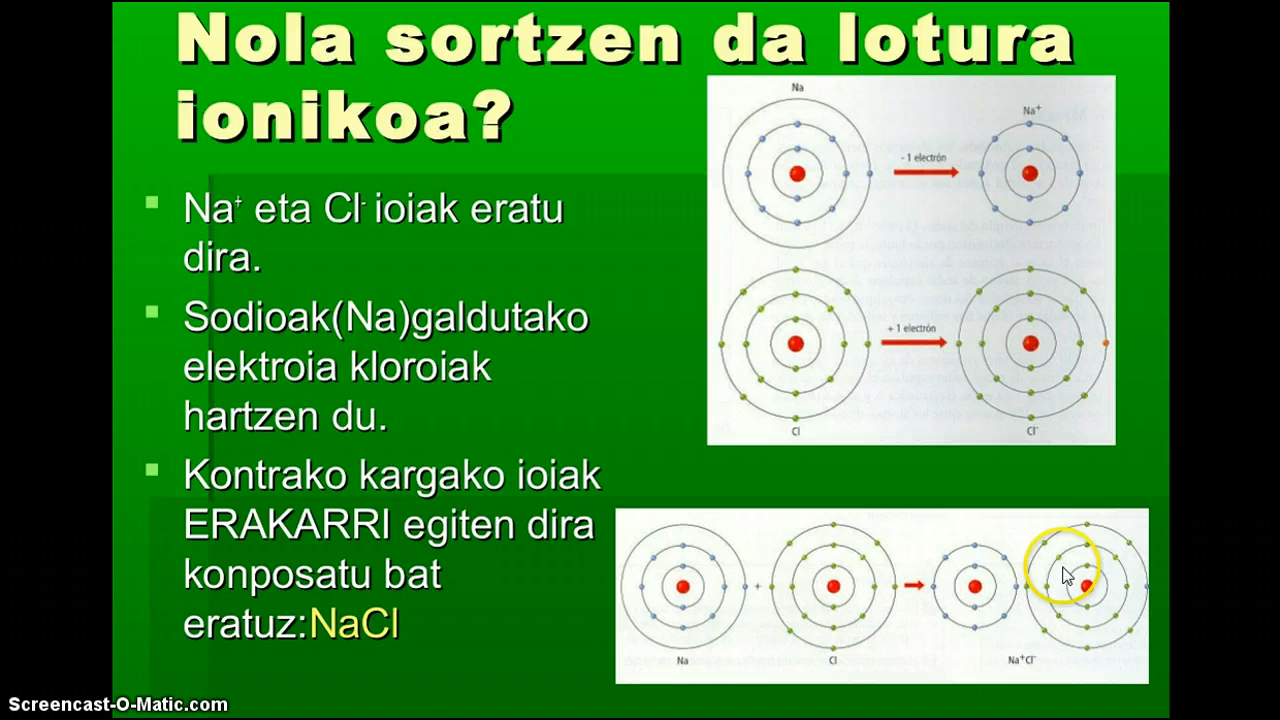 Nola sortzen da lotura
ionikoa?
Na⁺ eta Cl⁻ ioiak eratu
dira.
Sodioak(Na)galdutako
elektroia kloroiak
hartzen du.
Kontrako kargako ioiak
ERAKARRI egiten dira
konposatu bat
eratuz:NaCl
Na
Na⁺
- 1 electrón
+ 1 electrón
Cl
Cl⁻
+
Na
Cl
Na⁺Cl⁻
Screencast-O-Matic.com